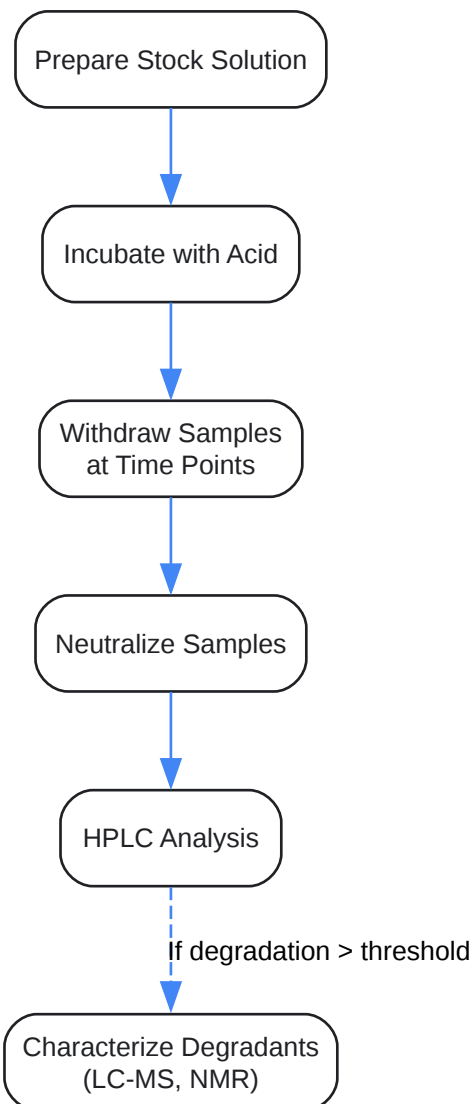 Prepare Stock Solution
Incubate with Acid
Withdraw Samples
at Time Points
Neutralize Samples
HPLC Analysis
If degradation > threshold
Characterize Degradants
(LC-MS, NMR)